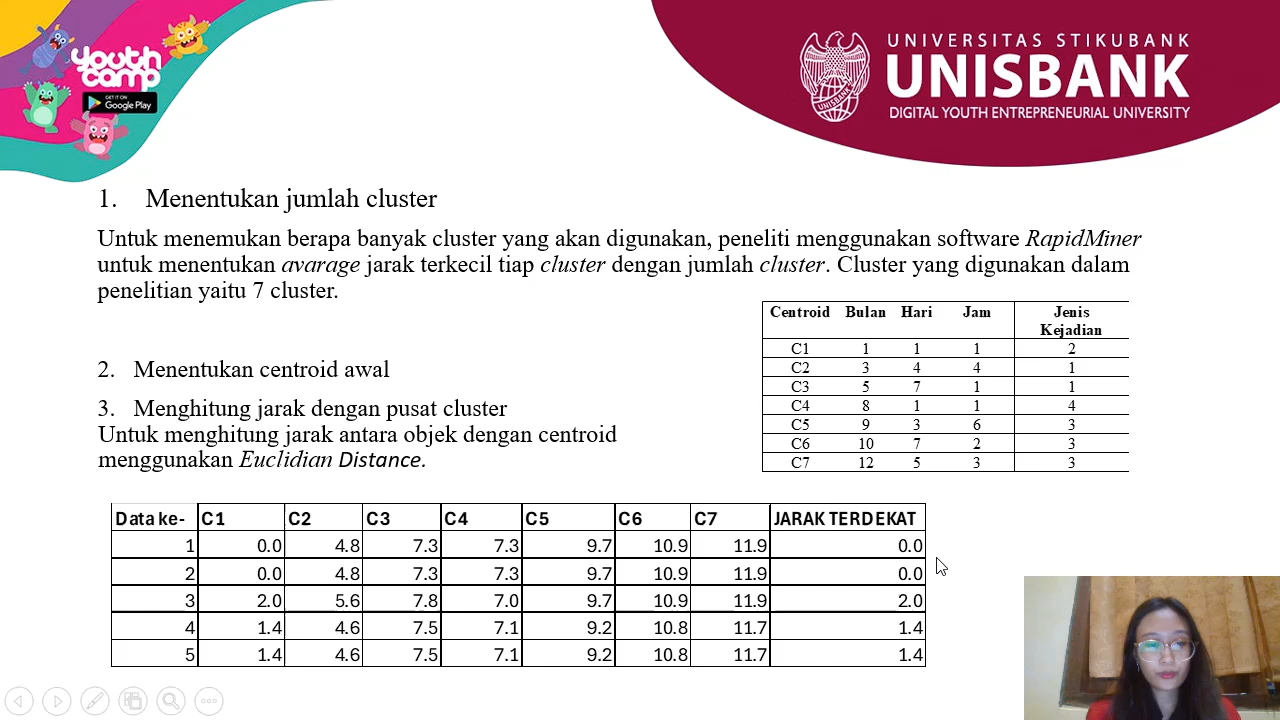 youth
camp
GET IT ON
Google Play
UNIVERSITAS STIKUBANK
UNISBANK
DIGITAL YOUTH ENTREPRENEURIAL UNIVERSITY
UNISBANK
1. Menentukan jumlah cluster
Untuk menemukan berapa banyak cluster yang akan digunakan, peneliti menggunakan software RapidMiner
untuk menentukan avarage jarak terkecil tiap cluster dengan jumlah cluster. Cluster yang digunakan dalam
penelitian yaitu 7 cluster.
Centroid Bulan Hari Jam Jenis
Kejadian
C1 1 1 1 2
C2 3 4 4 1
C3 5 7 1 1
C4 8 1 1 4
C5 9 3 6 3
C6 10 7 2 3
C7 12 5 3 3
2. Menentukan centroid awal
3. Menghitung jarak dengan pusat cluster
Untuk menghitung jarak antara objek dengan centroid
menggunakan Euclidian Distance.
Data ke- C1 C2 C3 C4 C5 C6 C7 JARAK TERDEKAT
1 0.0 4.8 7.3 7.3 9.7 10.9 11.9 0.0
2 0.0 4.8 7.3 7.3 9.7 10.9 11.9 0.0
3 2.0 5.6 7.8 7.0 9.7 10.9 11.9 2.0
4 1.4 4.6 7.5 7.1 9.2 10.8 11.7 1.4
5 1.4 4.6 7.5 7.1 9.2 10.8 11.7 1.4